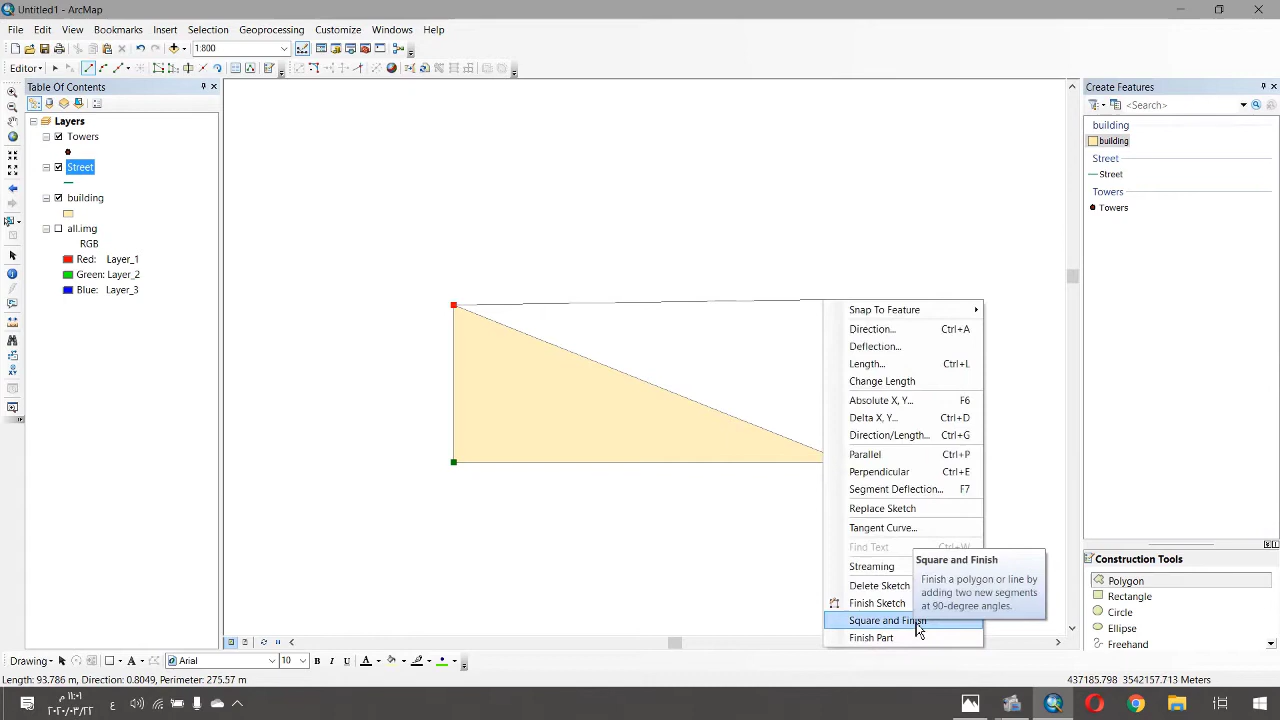 Untitled1 - ArcMap
File Edit View Bookmarks Insert Selection Geoprocessing Customize Windows Help
1:800
Editor
Table Of Contents
Layers
Towers
Street
building
all.img
RGB
Red: Layer_1
Green: Layer_2
Blue: Layer_3
Snap To Feature
Direction... Ctrl+A
Deflection...
Length... Ctrl+L
Change Length
Absolute X, Y... F6
Delta X, Y... Ctrl+D
Direction/Length... Ctrl+G
Parallel Ctrl+P
Perpendicular Ctrl+E
Segment Deflection... F7
Replace Sketch
Tangent Curve...
Find Text Ctrl+W
Streaming
Delete Sketch
Finish Sketch
Square and Finish
Finish Part
Square and Finish
Finish a polygon or line by
adding two new segments
at 90-degree angles.
Create Features
<Search>
building
building
Street
Street
Towers
Towers
Construction Tools
Polygon
Rectangle
Circle
Ellipse
Freehand
Drawing Arial 10 B I U A
Length: 93.786 m, Direction: 0.8049, Perimeter: 275.57 m
437185.798 3542157.713 Meters
م ١١:٠٦
٢٠٢٠/٠٣/٢٢
ع